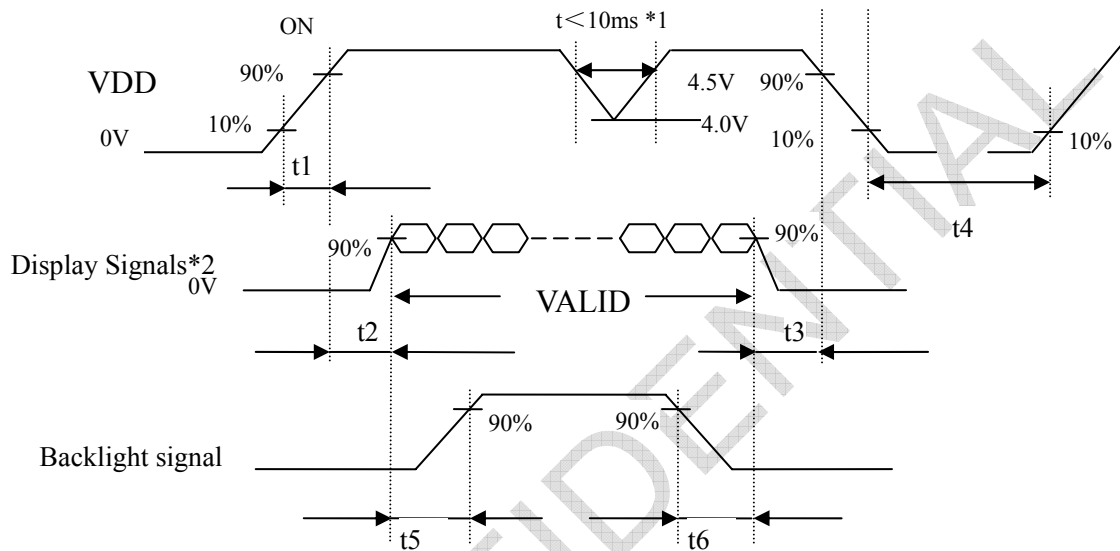 t＜10ms *1
ON
90%
VDD
4.5V
90%
10%
0V
4.0V
10%
10%
t1
t4
90%
90%
Display Signals*2
0V
VALID
t2
t3
90%
90%
Backlight signal
t5
t6
FIDENTIAL